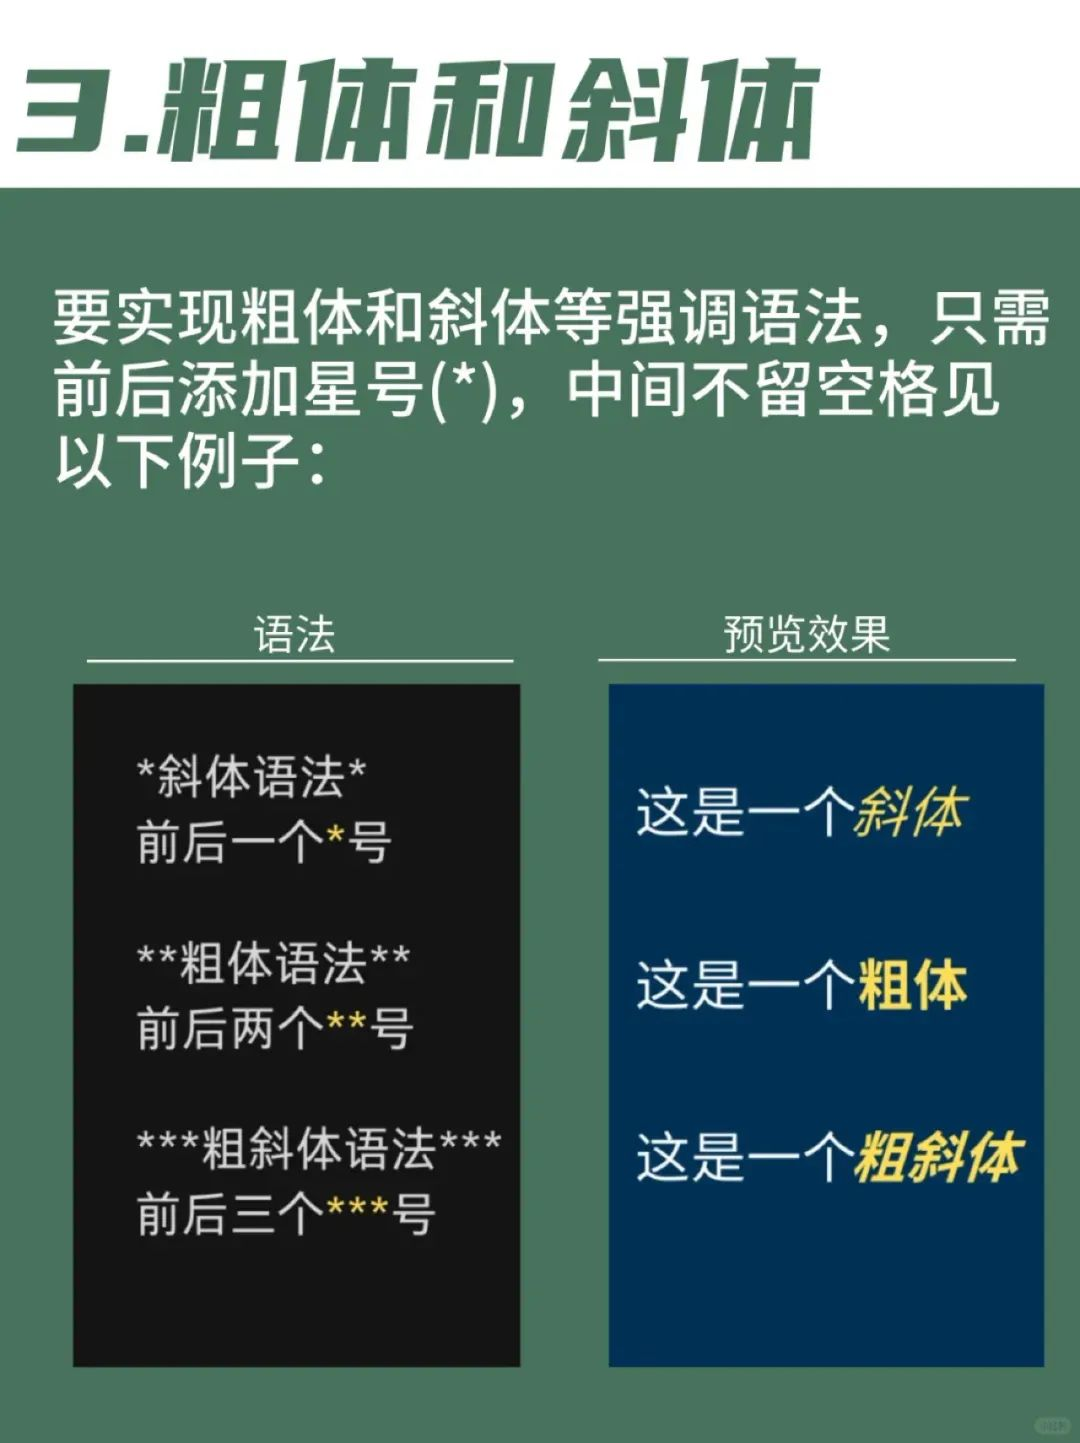 3.粗体和斜体
要实现粗体和斜体等强调语法，只需
前后添加星号(*)，中间不留空格见
以下例子：
语法
*斜体语法*
前后一个*号
**粗体语法**
前后两个**号
***粗斜体语法***
前后三个***号
预览效果
这是一个斜体
这是一个粗体
这是一个粗斜体